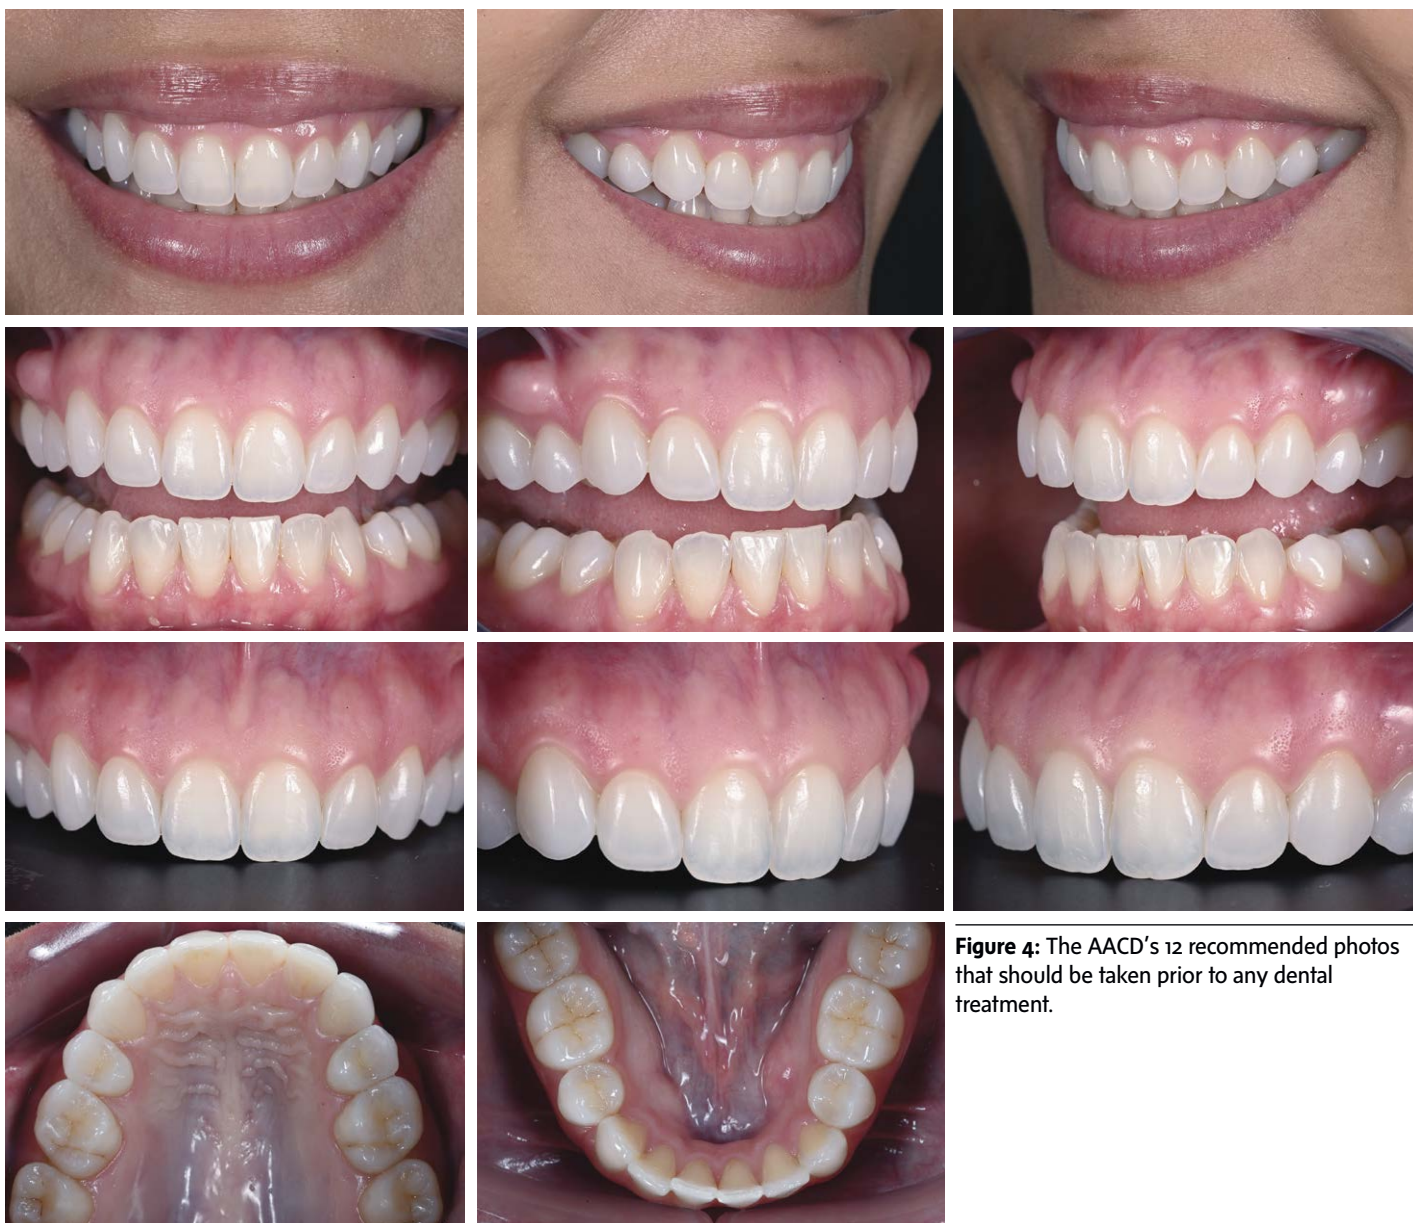 Figure 4: The AACD's 12 recommended photos
that should be taken prior to any dental
treatment.